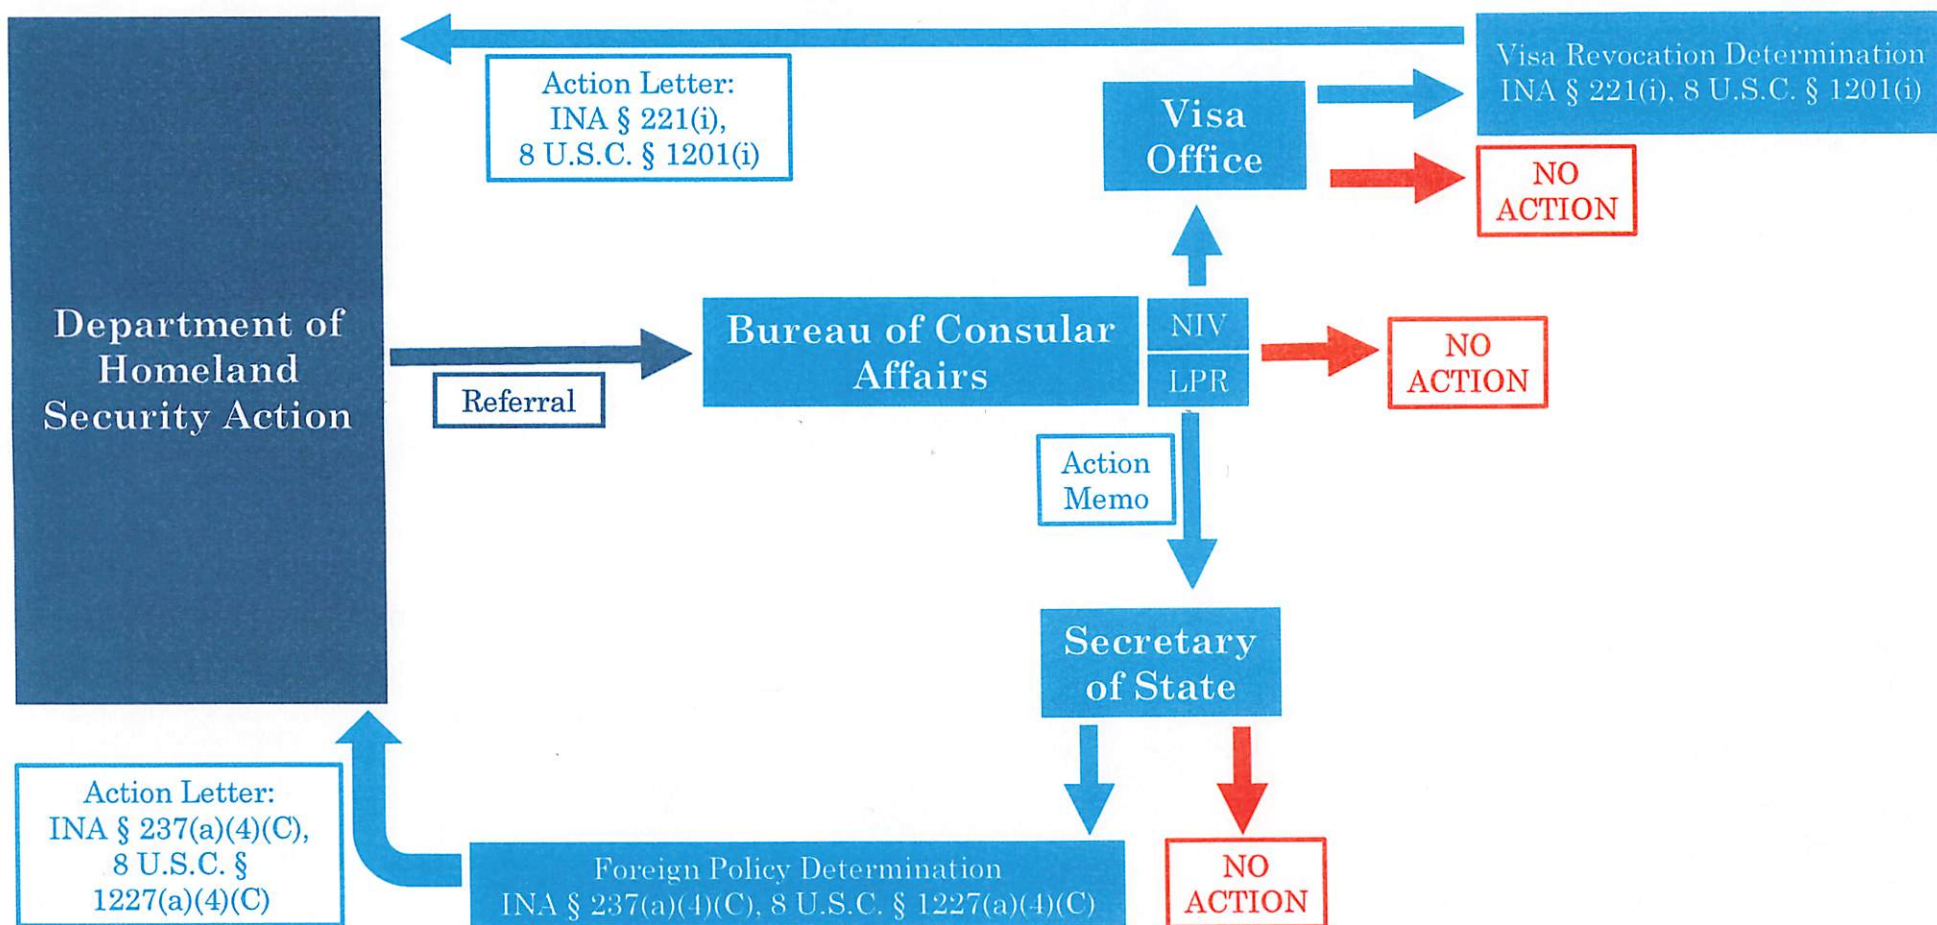 Department of
Homeland
Security Action
Action Letter:
INA § 221(i),
8 U.S.C. § 1201(i)
Visa
Office
Visa Revocation Determination
INA § 221(i), 8 U.S.C. § 1201(i)
NO
ACTION
Referral
Bureau of Consular
Affairs
NIV
LPR
NO
ACTION
Action
Memo
Secretary
of State
Action Letter:
INA § 237(a)(4)(C),
8 U.S.C. §
1227(a)(4)(C)
Foreign Policy Determination
INA § 237(a)(4)(C), 8 U.S.C. § 1227(a)(4)(C)
NO
ACTION